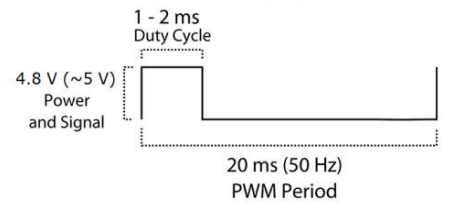 1 - 2 ms
Duty Cycle
4.8 V (~5 V)
Power
and Signal
20 ms (50 Hz)
PWM Period